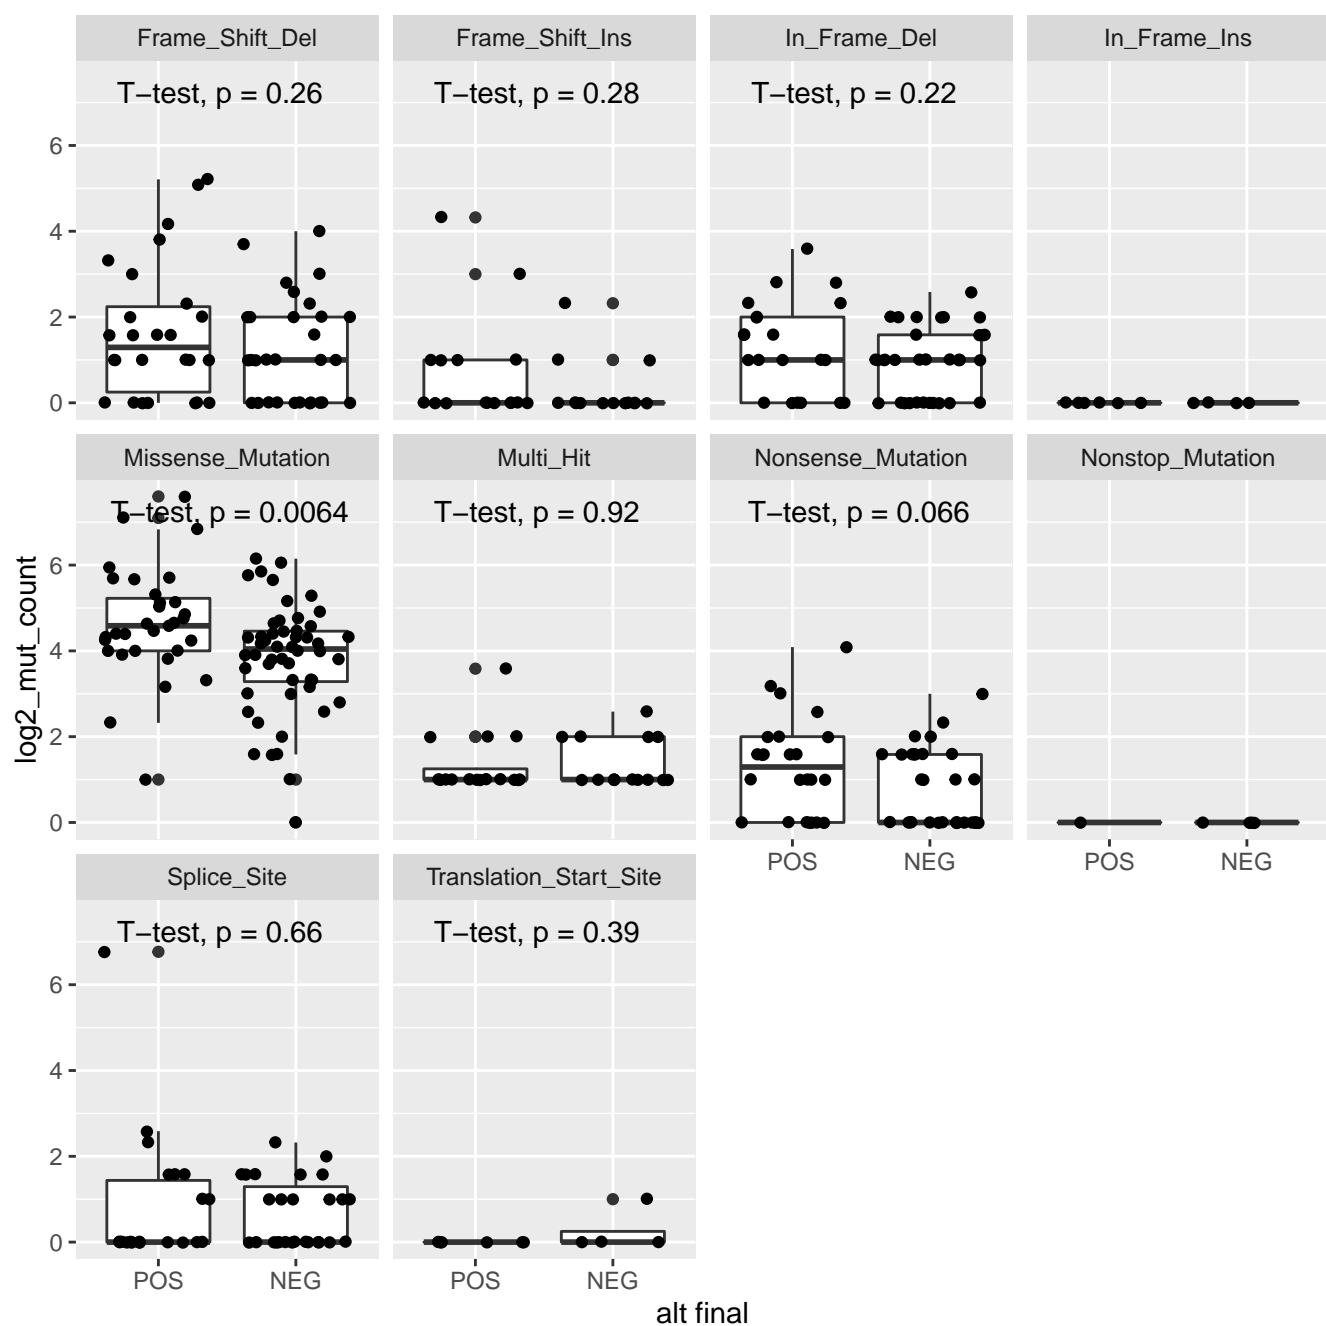 Frame_Shift_Del
Frame_Shift_Ins
In_Frame_Del
In_Frame_Ins
T−test, p = 0.26
T−test, p = 0.28
T−test, p = 0.22
6
4
2
0
Missense_Mutation
Multi_Hit
Nonsense_Mutation
Nonstop_Mutation
T−test, p = 0.0064
T−test, p = 0.92
T−test, p = 0.066
6
4
2
0
log2_mut_count
POS
NEG
POS
NEG
Splice_Site
Translation_Start_Site
T−test, p = 0.66
T−test, p = 0.39
6
4
2
0
POS
NEG
POS
NEG
alt final